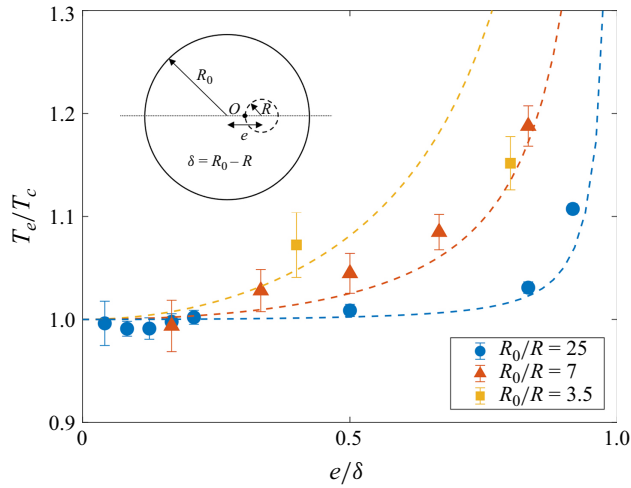 1.3
1.2
1.1
1.0
0.9
T_e/T_c
R_0
O
R
e
δ = R_0 – R
R_0/R = 25
R_0/R = 7
R_0/R = 3.5
0
0.5
1.0
e/δ